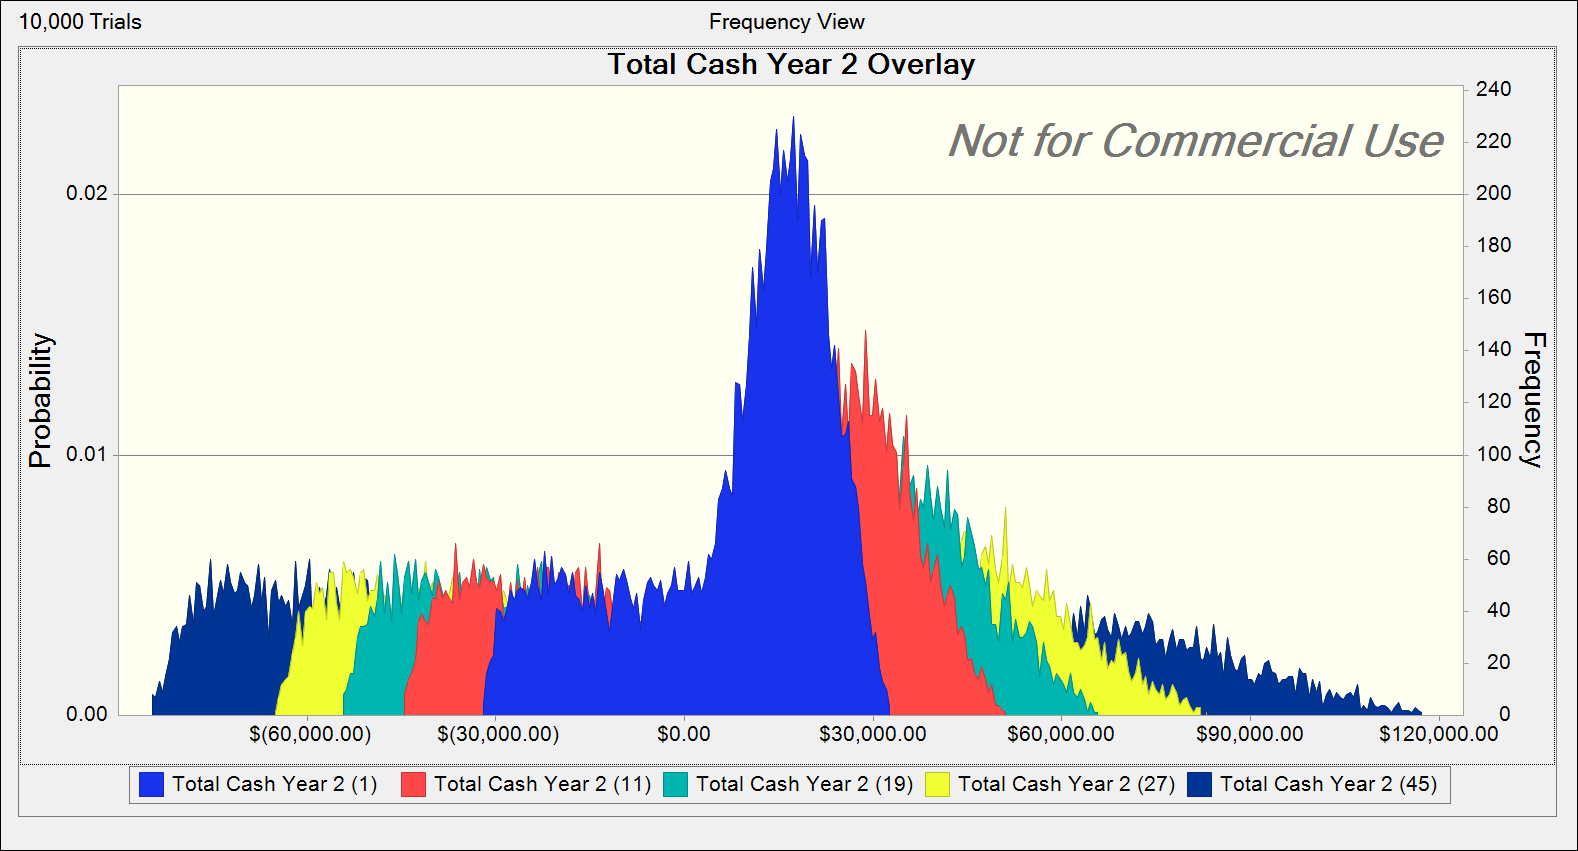 10,000 Trials
Frequency View
Total Cash Year 2 Overlay
Not for Commercial Use
Probability
0.02
0.01
0.00
240
220
200
180
160
140
120
100
80
60
40
20
0
Frequency
$(60,000.00) $(30,000.00) $0.00 $30,000.00 $60,000.00 $90,000.00 $120,000.00
Total Cash Year 2 (1) Total Cash Year 2 (11) Total Cash Year 2 (19) Total Cash Year 2 (27) Total Cash Year 2 (45)